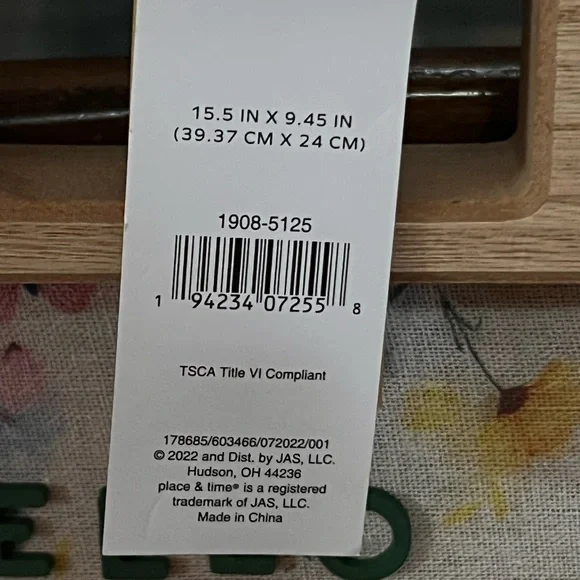 15.5 IN X 9.45 IN
(39.37 CM X 24 CM)
1908-5125
1 94234 07255 8
TSCA Title VI Compliant
178685/603466/072022/001
© 2022 and Dist. by JAS, LLC.
Hudson, OH 44236
place & time® is a registered
trademark of JAS, LLC.
Made in China